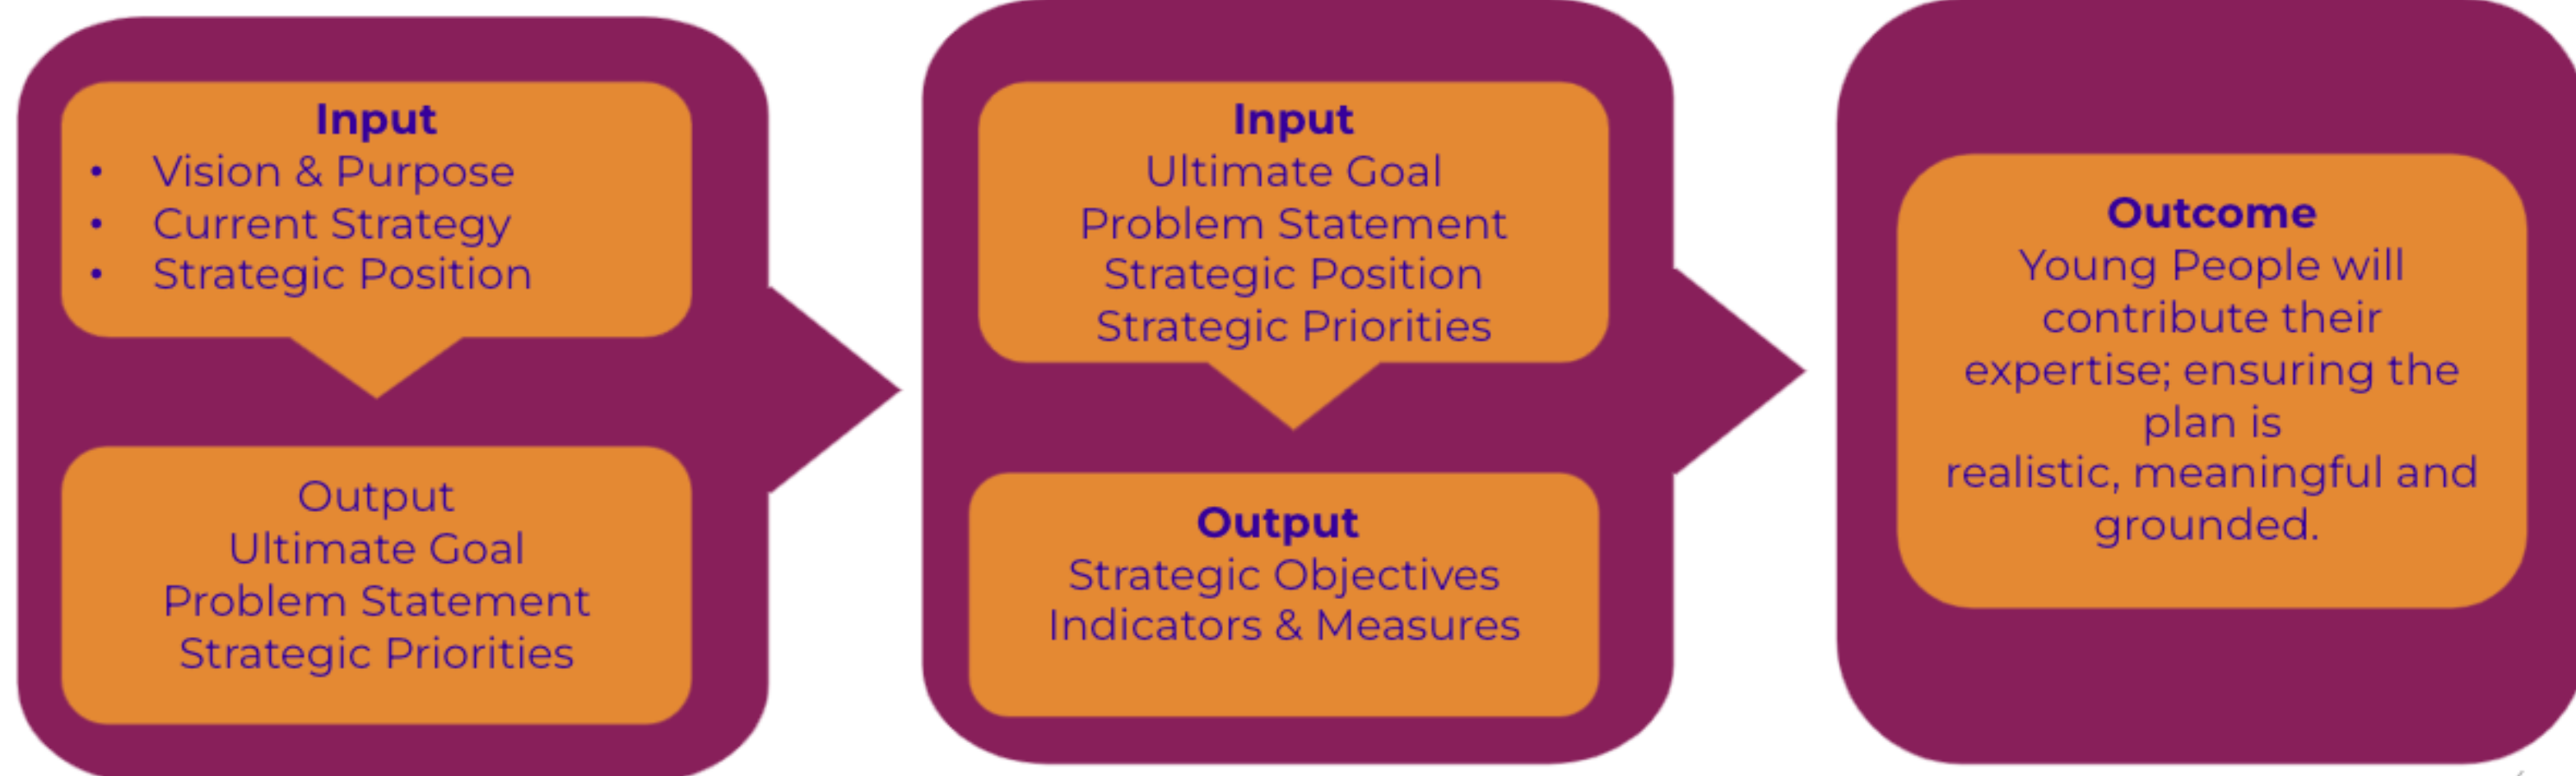 Input
• Vision & Purpose
• Current Strategy
• Strategic Position
Output
Ultimate Goal
Problem Statement
Strategic Priorities
Input
Ultimate Goal
Problem Statement
Strategic Position
Strategic Priorities
Output
Strategic Objectives
Indicators & Measures
Outcome
Young People will
contribute their
expertise; ensuring the
plan is
realistic, meaningful and
grounded.